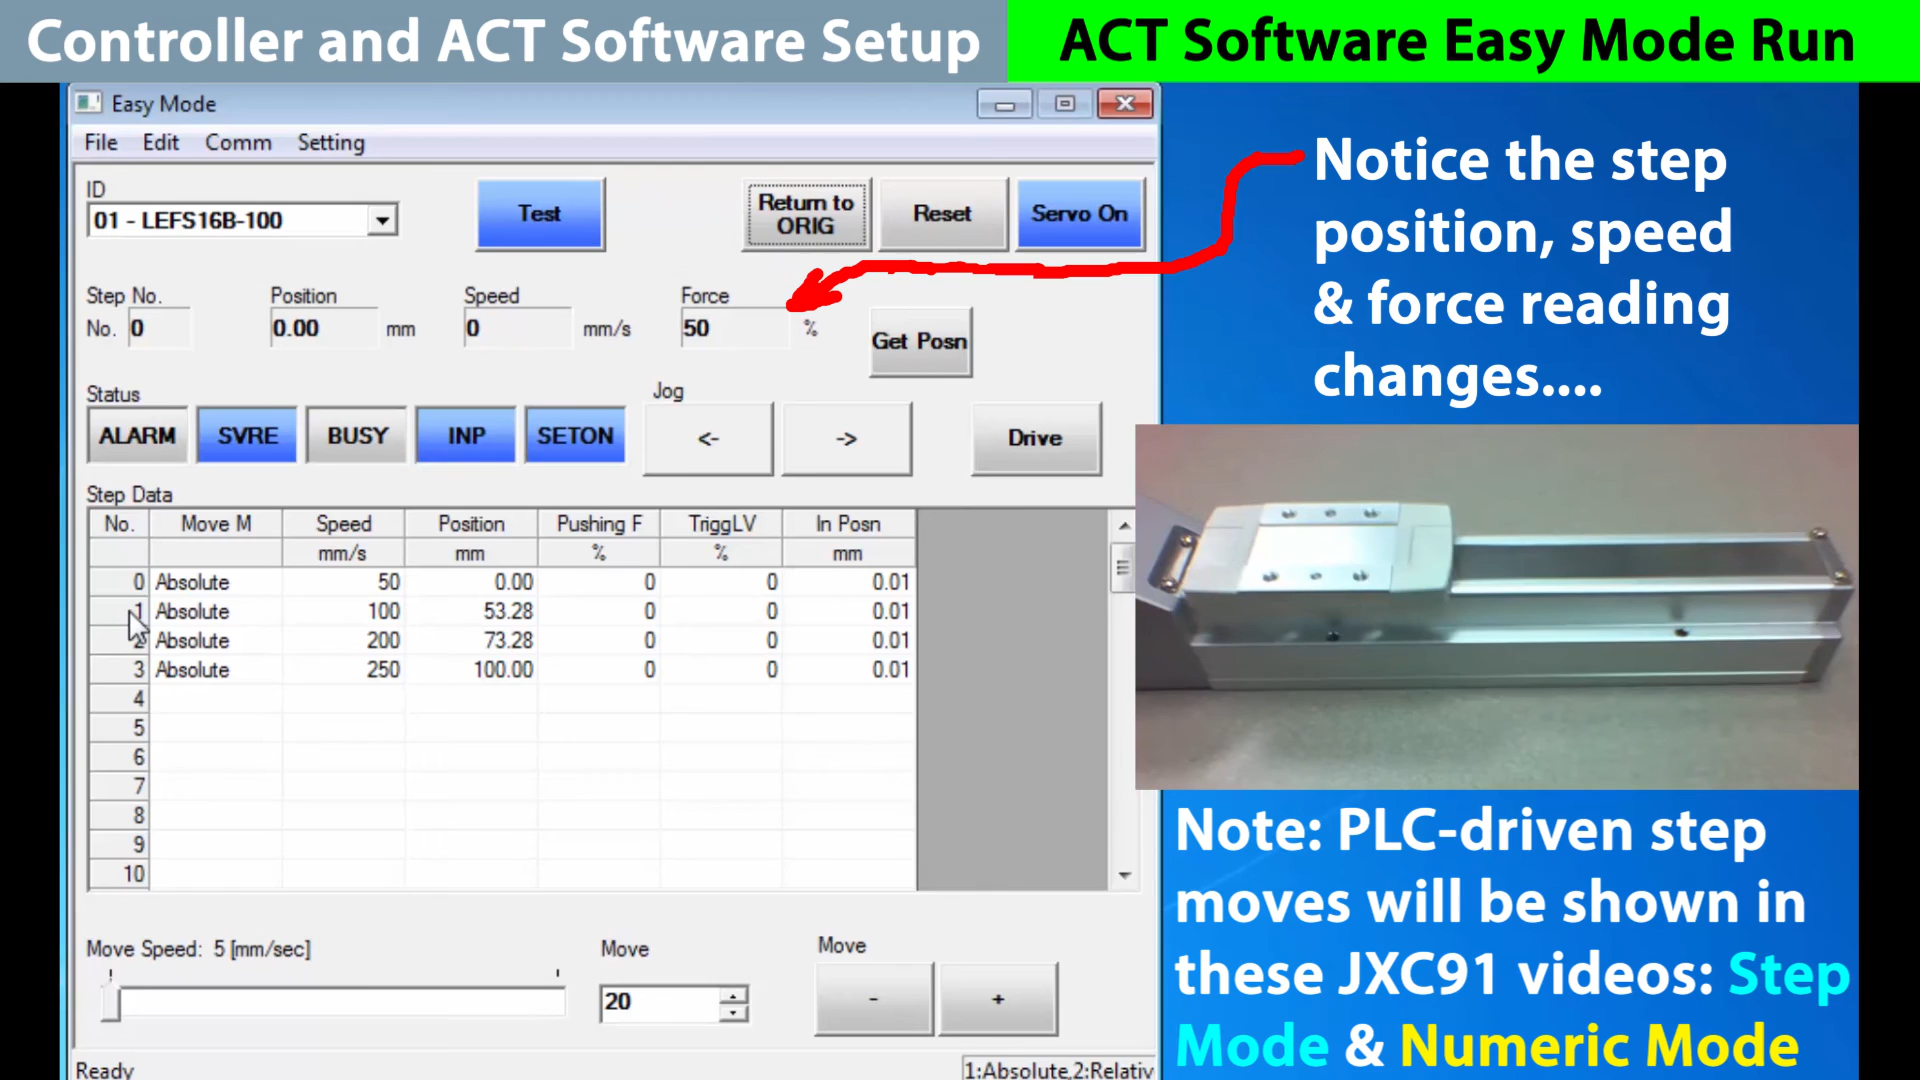 Controller and ACT Software Setup
ACT Software Easy Mode Run
Easy Mode
File Edit Comm Setting
ID
01 - LEFS16B-100
Test
Return to
ORIG
Reset
Servo On
Notice the step
position, speed
& force reading
changes....
Step No. Position Speed Force
No. 0 0.00 mm 0 mm/s 50 %
Get Posn
Status
Jog
ALARM SVRE BUSY INP SETON <- -> Drive
Step Data
No. Move M Speed Position Pushing F TriggLV In Posn
mm/s mm % % mm
0 Absolute 50 0.00 0 0 0.01
1 Absolute 100 53.28 0 0 0.01
2 Absolute 200 73.28 0 0 0.01
3 Absolute 250 100.00 0 0 0.01
4
5
6
7
8
9
10
Move Speed: 5 [mm/sec]
Move
20
Move
- +
Ready
1:Absolute,2:Relativ
Note: PLC-driven step
moves will be shown in
these JXC91 videos: Step
Mode & Numeric Mode